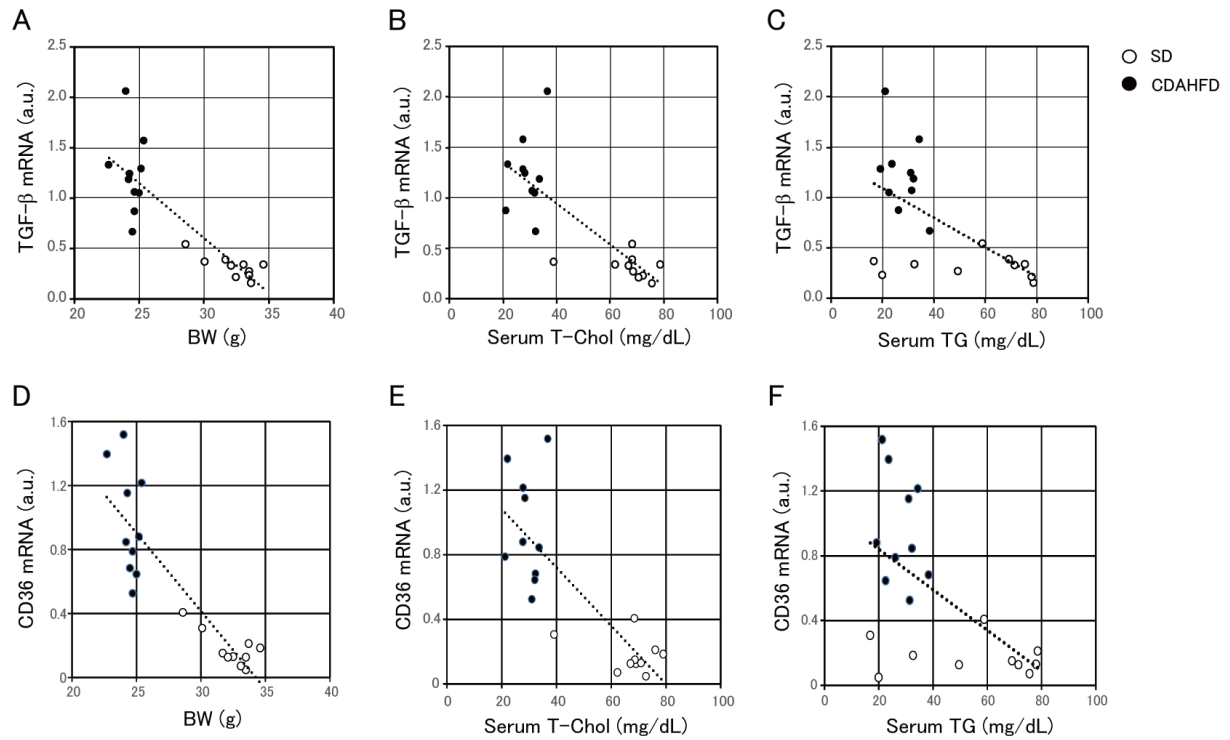 A
B
C
TGF-β mRNA (a.u.)
2.5
2.0
1.5
1.0
0.5
0.0
20 25 30 35 40
BW (g)
TGF-β mRNA (a.u.)
2.5
2.0
1.5
1.0
0.5
0.0
0 20 40 60 80 100
Serum T-Chol (mg/dL)
TGF-β mRNA (a.u.)
2.5
2.0
1.5
1.0
0.5
0.0
0 20 40 60 80 100
Serum TG (mg/dL)
SD
CDAHFD
D
E
F
CD36 mRNA (a.u.)
1.6
1.2
0.8
0.4
0
20 25 30 35 40
BW (g)
CD36 mRNA (a.u.)
1.6
1.2
0.8
0.4
0
0 20 40 60 80 100
Serum T-Chol (mg/dL)
CD36 mRNA (a.u.)
1.6
1.2
0.8
0.4
0
0 20 40 60 80 100
Serum TG (mg/dL)